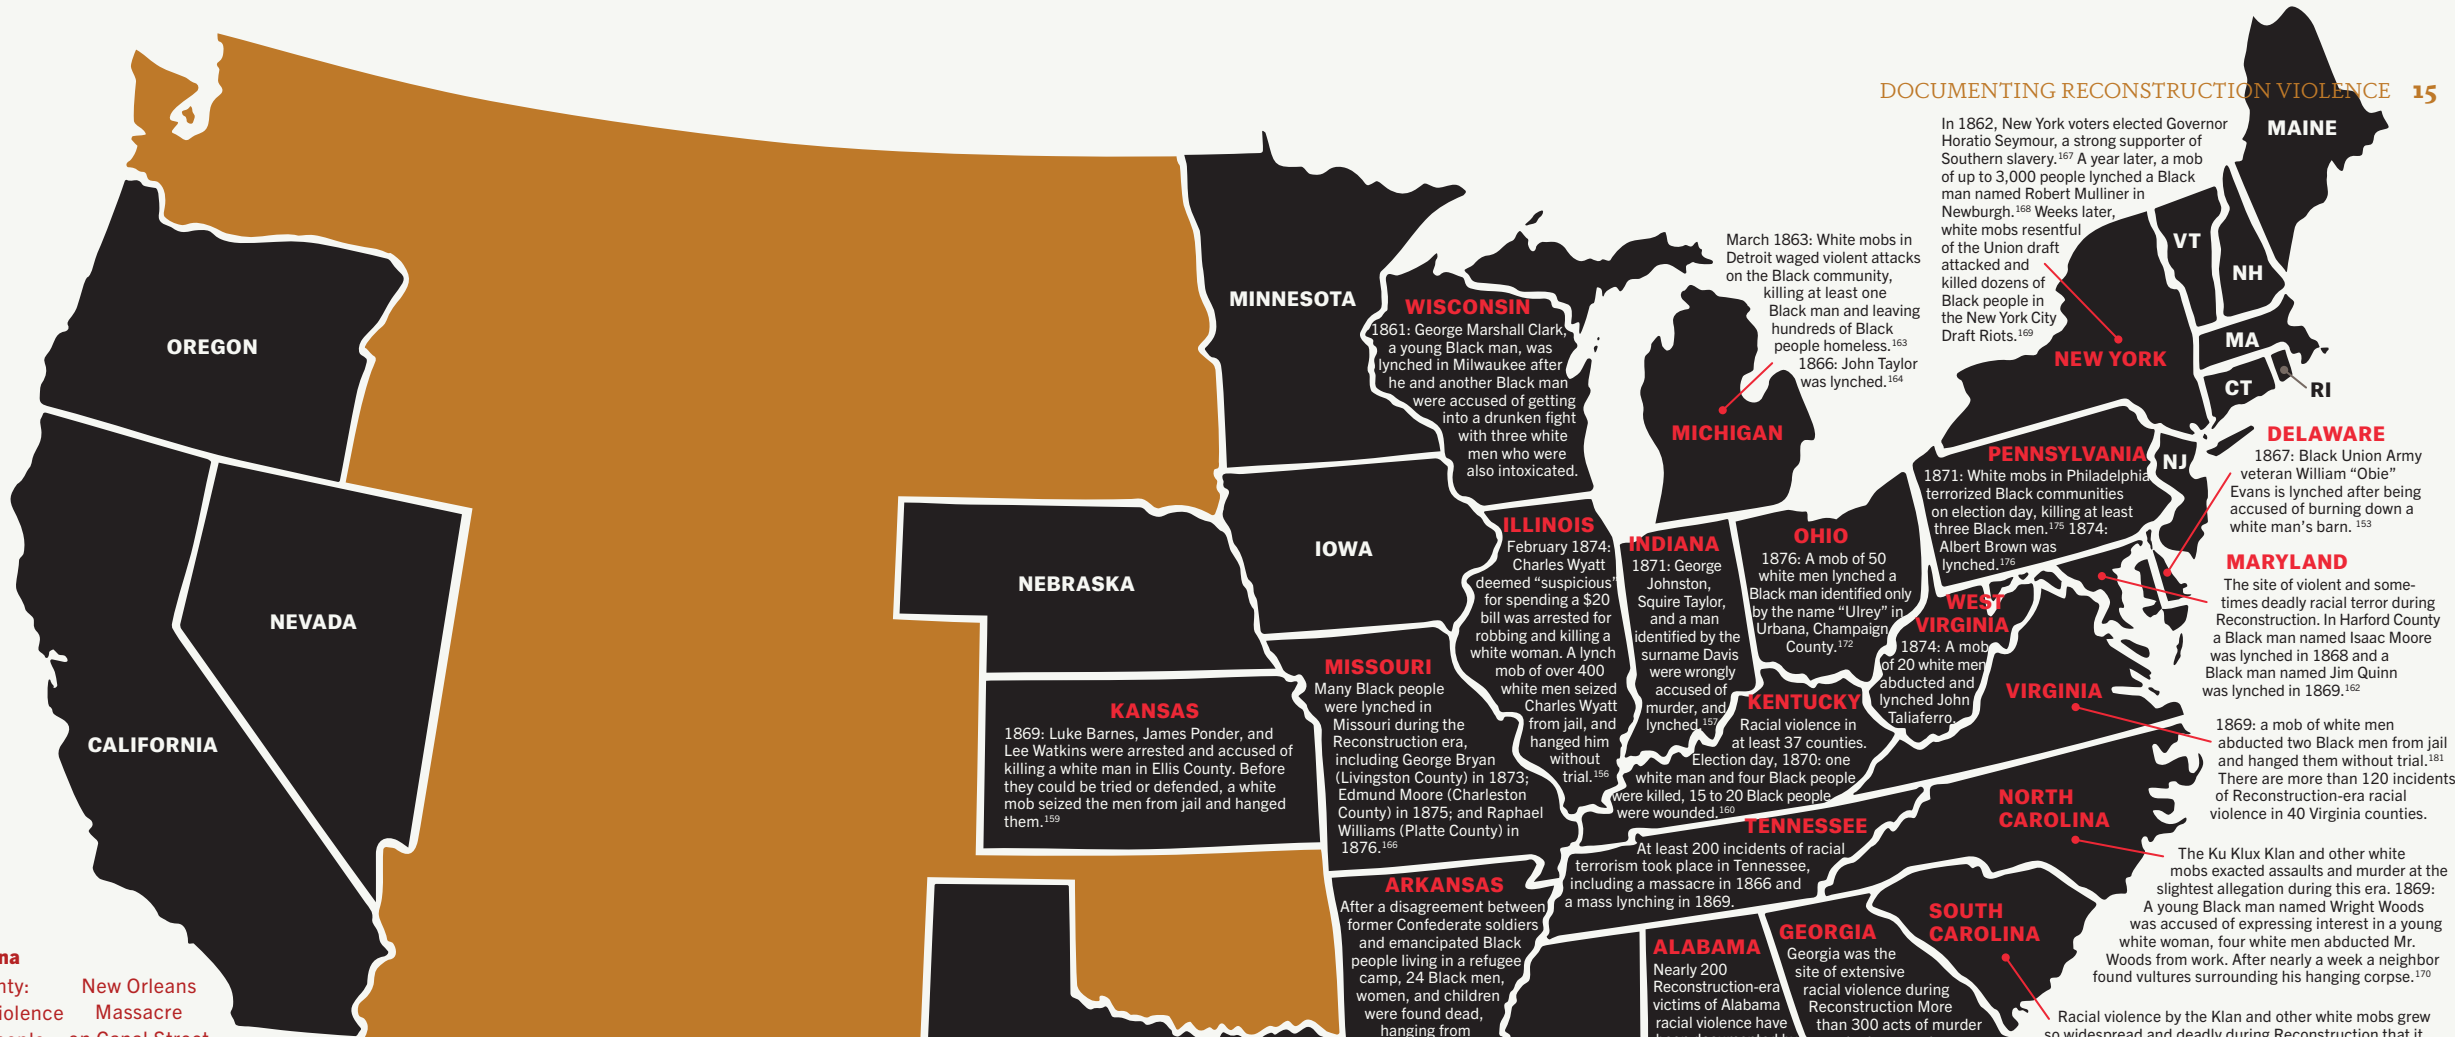 DOCUMENTING RECONSTRUCTION VIOLENCE 15
MAINE
In 1862, New York voters elected Governor
Horatio Seymour, a strong supporter of
Southern slavery.167 A year later, a mob
of up to 3,000 people lynched a Black
man named Robert Mulliner in
Newburgh.168 Weeks later,
white mobs resentful
of the Union draft
attacked and
killed dozens of
Black people in
the New York City
Draft Riots.169
VT
NH
MA
CT
RI
NEW YORK
March 1863: White mobs in
Detroit waged violent attacks
on the Black community,
killing at least one
Black man and leaving
hundreds of Black
people homeless.163
1866: John Taylor
was lynched.164
MICHIGAN
OREGON
MINNESOTA
WISCONSIN
1861: George Marshall Clark,
a young Black man, was
lynched in Milwaukee after
he and another Black man
were accused of getting
into a drunken fight
with three white
men who were
also intoxicated.
PENNSYLVANIA
1871: White mobs in Philadelphia
terrorized Black communities
on election day, killing at least
three Black men.175 1874:
Albert Brown was
lynched.176
NJ
DELAWARE
1867: Black Union Army
veteran William “Obie”
Evans is lynched after being
accused of burning down a
white man’s barn. 153
MARYLAND
The site of violent and some-
times deadly racial terror during
Reconstruction. In Harford County
a Black man named Isaac Moore
was lynched in 1868 and a
Black man named Jim Quinn
was lynched in 1869.162
NEVADA
CALIFORNIA
NEBRASKA
IOWA
ILLINOIS
February 1874:
Charles Wyatt
deemed “suspicious”
for spending a $20
bill was arrested for
robbing and killing a
white woman. A lynch
mob of over 400
white men seized
Charles Wyatt
from jail, and
hanged him
without
trial.156
INDIANA
1871: George
Johnston,
Squire Taylor,
and a man
identified by the
surname Davis
were wrongly
accused of
murder, and
lynched.157
OHIO
1876: A mob of 50
white men lynched a
Black man identified only
by the name “Ulrey” in
Urbana, Champaign
County.172
WEST
VIRGINIA
1874: A mob
of 20 white men
abducted and
lynched John
Taliaferro.
VIRGINIA
1869: a mob of white men
abducted two Black men from jail
and hanged them without trial.181
There are more than 120 incidents
of Reconstruction-era racial
violence in 40 Virginia counties.
KANSAS
1869: Luke Barnes, James Ponder, and
Lee Watkins were arrested and accused of
killing a white man in Ellis County. Before
they could be tried or defended, a white
mob seized the men from jail and hanged
them.159
MISSOURI
Many Black people
were lynched in
Missouri during the
Reconstruction era,
including George Bryan
(Livingston County) in 1873;
Edmund Moore (Charleston
County) in 1875; and Raphael
Williams (Platte County) in
1876.166
KENTUCKY
Racial violence in
at least 37 counties.
Election day, 1870: one
white man and four Black people
were killed, 15 to 20 Black people
were wounded.160
TENNESSEE
At least 200 incidents of racial
terrorism took place in Tennessee,
including a massacre in 1866 and
a mass lynching in 1869.
NORTH
CAROLINA
The Ku Klux Klan and other white
mobs exacted assaults and murder at the
slightest allegation during this era. 1869:
A young Black man named Wright Woods
was accused of expressing interest in a young
white woman, four white men abducted Mr.
Woods from work. After nearly a week a neighbor
found vultures surrounding his hanging corpse.170
ARKANSAS
After a disagreement between
former Confederate soldiers
and emancipated Black
people living in a refugee
camp, 24 Black men,
women, and children
were found dead,
hanging from
ALABAMA
Nearly 200
Reconstruction-era
victims of Alabama
racial violence have
GEORGIA
Georgia was the
site of extensive
racial violence during
Reconstruction More
than 300 acts of murder
SOUTH
CAROLINA
Racial violence by the Klan and other white mobs grew
so widespread and deadly during Reconstruction that it
na
nty:
iolence
New Orleans
Massacre
on Canal Street